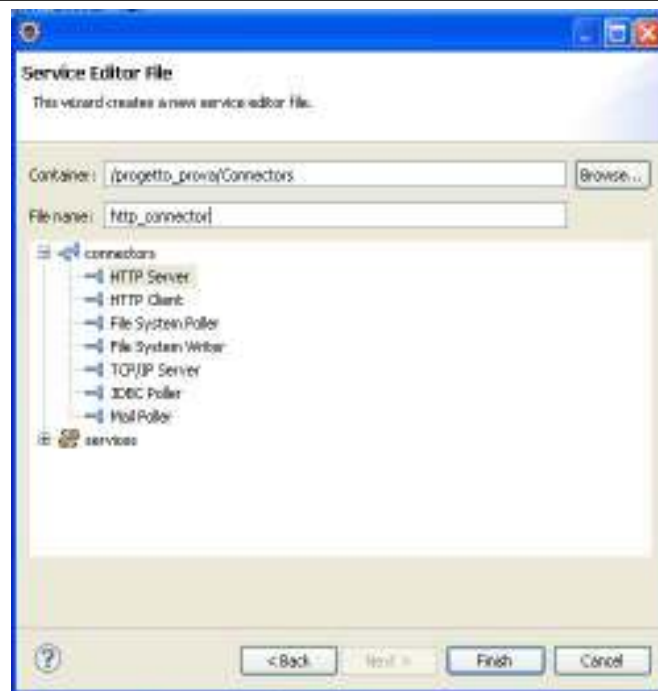 Service Editor File
This wizard creates a new service editor file.
Container: /progetto_prova/Connectors Browse...
File name: http_connector
connectors
HTTP Server
HTTP Client
File System Poller
File System Writer
TCP/IP Server
JDBC Poller
Mail Poller
services
< Back Next > Finish Cancel